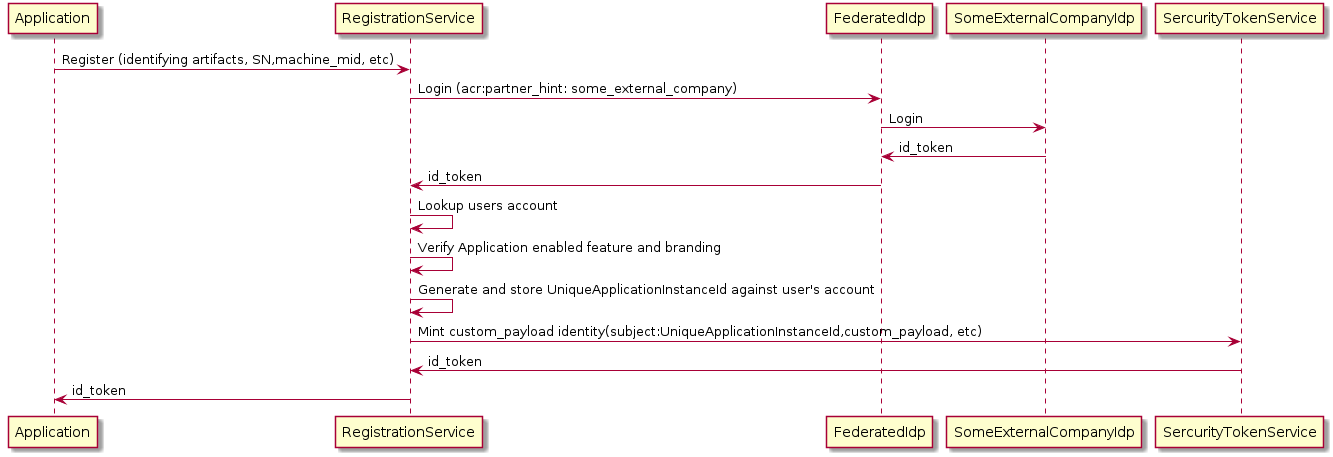 Application
RegistrationService
FederatedIdp
SomeExternalCompanyIdp
SercurityTokenService
Register (identifying artifacts, SN,machine_mid, etc)
Login (acr:partner_hint: some_external_company)
Login
id_token
id_token
Lookup users account
Verify Application enabled feature and branding
Generate and store UniqueApplicationInstanceId against user's account
Mint custom_payload identity(subject:UniqueApplicationInstanceId,custom_payload, etc)
id_token
id_token
Application
RegistrationService
FederatedIdp
SomeExternalCompanyIdp
SercurityTokenService